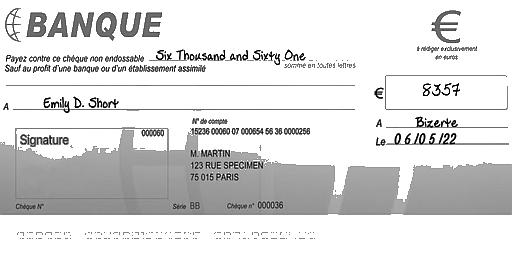 BANQUE
€
à rédiger exclusivement
en euros
Payez contre ce chèque non endossable Six Thousand and Sixty One
Sauf au profit d'une banque ou d'un établissement assimilé
somme en toutes lettres
€ 8357
A Emily D. Short
A Bizerte
Le 06/05/22
Signature
000060
N° de compte
15236 00060 07 000654 56 36 0000256
M. MARTIN
123 RUE SPECIMEN
75 015 PARIS
Chèque N°
Série BB
Chèque n° 000036